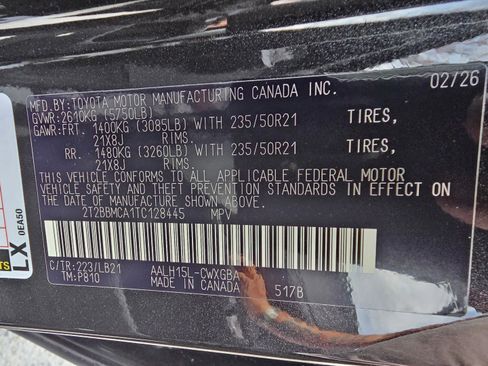 MFD.BY:TOYOTA MOTOR MANUFACTURING CANADA INC. 02/26
GVWR:2610KG (5750LB)
GAWR:FRT. 1400KG (3085LB) WITH 235/50R21 TIRES,
21X8J RIMS.
RR. 1480KG (3260LB) WITH 235/50R21 TIRES,
21X8J RIMS.
THIS VEHICLE CONFORMS TO ALL APPLICABLE FEDERAL MOTOR
VEHICLE SAFETY AND THEFT PREVENTION STANDARDS IN EFFECT ON
THE DATE OF MANUFACTURE SHOWN ABOVE.
2T2BBMCA1TC128445 MPV
C/TR:223/LB21 AALH15L-CWXGBA
TM:P810 MADE IN CANADA 517B
LX 0EA50